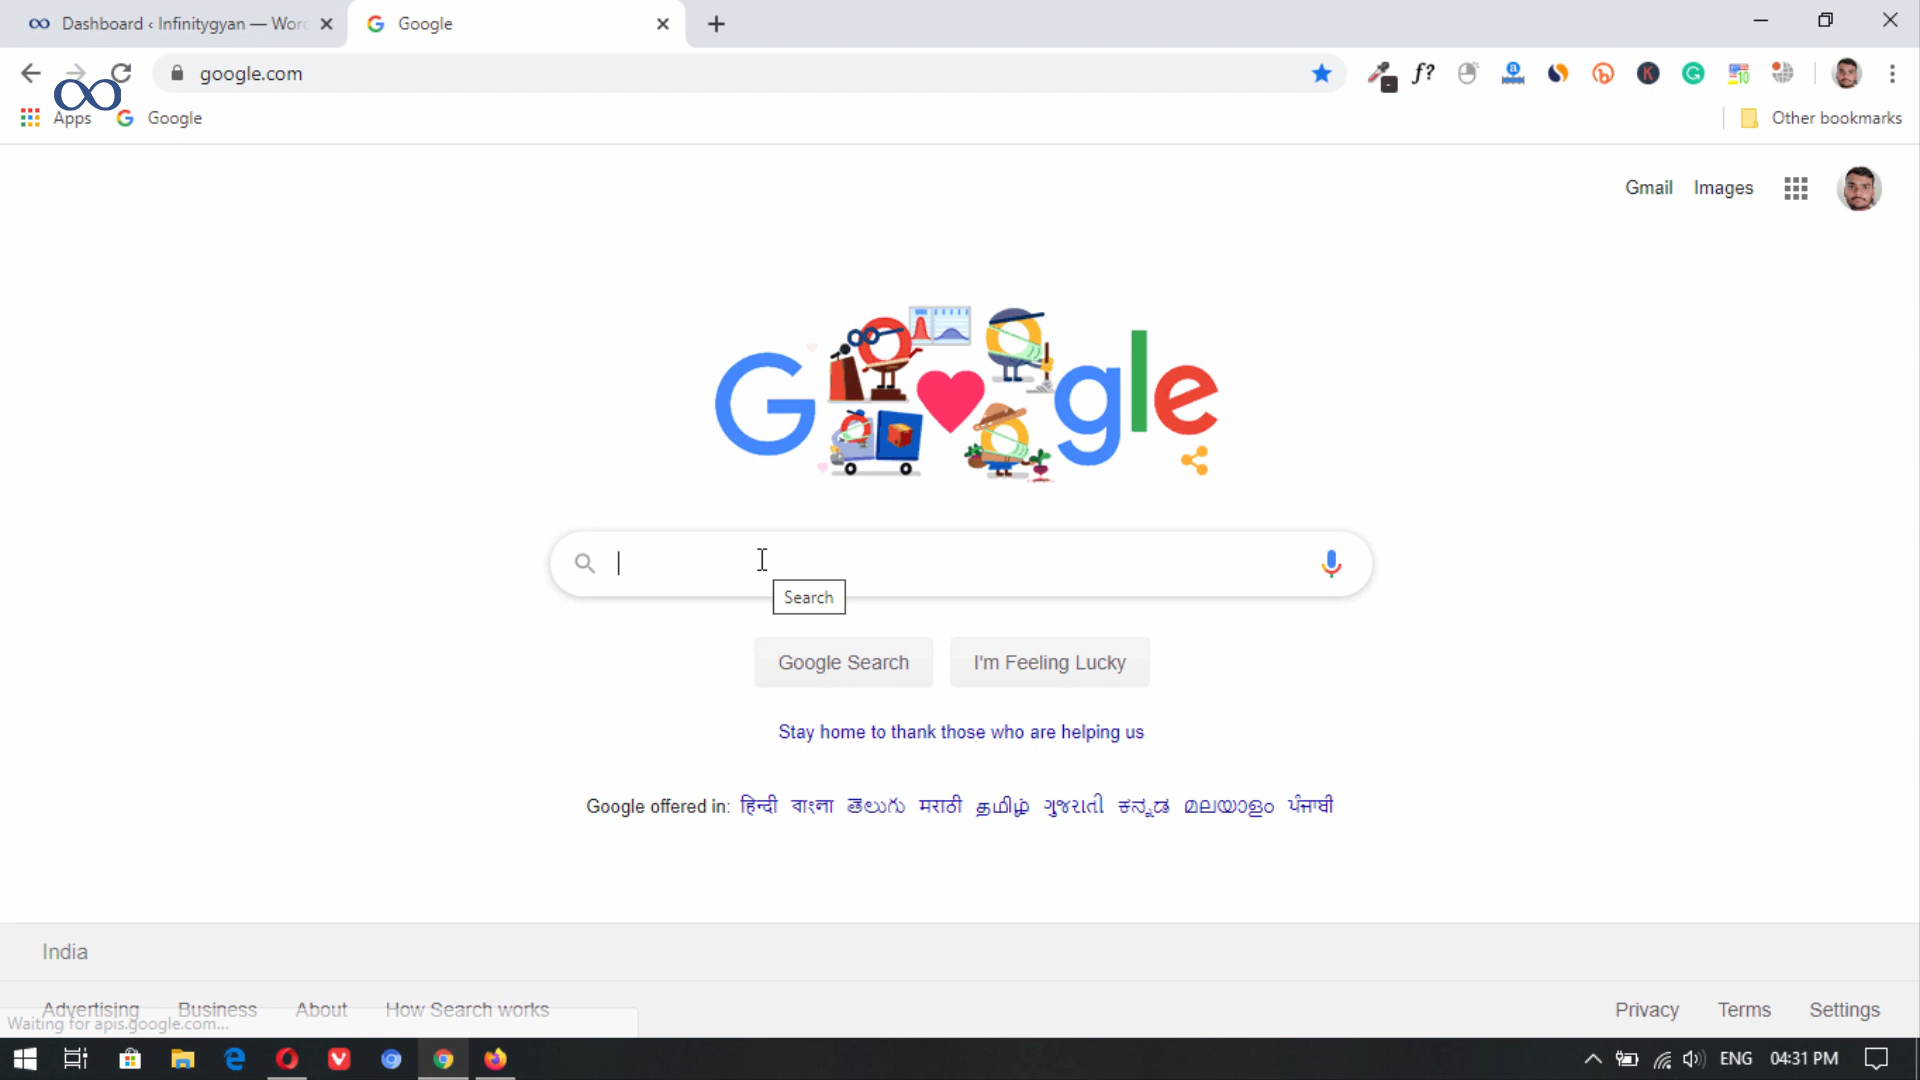 Dashboard ‹ Infinitygyan — Word
Google
google.com
Apps
Google
Other bookmarks
Gmail
Images
Google
Search
Google Search
I'm Feeling Lucky
Stay home to thank those who are helping us
Google offered in: हिन्दी বাংলা తెలుగు मराठी தமிழ் ગુજરાતી ಕನ್ನಡ മലയാളം ਪੰਜਾਬੀ
India
Advertising Business About How Search works
Privacy Terms Settings
Waiting for apis.google.com...
ENG 04:31 PM